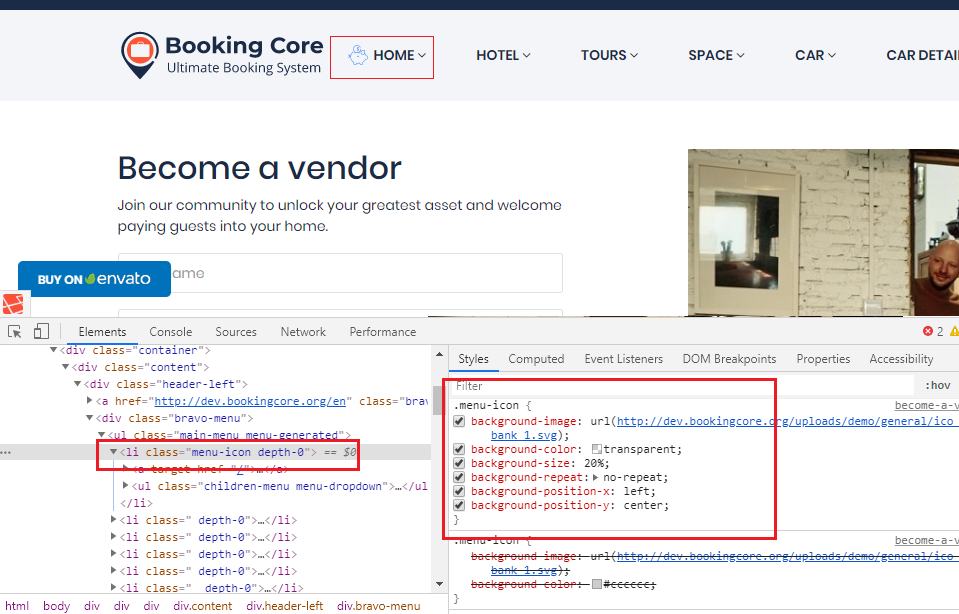 Booking Core
Ultimate Booking System
HOME
HOTEL
TOURS
SPACE
CAR
CAR DETAI
Become a vendor
Join our community to unlock your greatest asset and welcome
paying guests into your home.
ame
BUY ON envato
Elements Console Sources Network Performance
2
<div class="container">
<div class="content">
<div class="header-left">
<a href="http://dev.bookingcore.org/en" class="brav
<div class="bravo-menu">
<ul class="main-menu menu-generated">
<li class="menu-icon depth-0"> == $0
<a target href="/">…</a>
<ul class="children-menu menu-dropdown">…</ul
</li>
<li class=" depth-0">…</li>
<li class=" depth-0">…</li>
<li class=" depth-0">…</li>
<li class=" depth-0">…</li>
<li class="  depth-0">…</li>
html body div div div div.content div.header-left div.bravo-menu
Styles Computed Event Listeners DOM Breakpoints Properties Accessibility
Filter
:hov
.menu-icon {
become-a-v
background-image: url(http://dev.bookingcore.org/uploads/demo/general/ico
bank_1.svg);
background-color: transparent;
background-size: 20%;
background-repeat: no-repeat;
background-position-x: left;
background-position-y: center;
}
.menu-icon {
become-a-v
background-image: url(http://dev.bookingcore.org/uploads/demo/general/ico
bank_1.svg);
background-color: #cccccc;
}